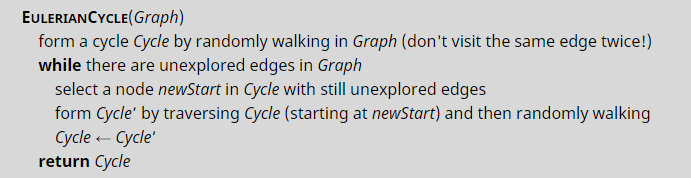 EULERIANCYCLE(Graph)
form a cycle Cycle by randomly walking in Graph (don't visit the same edge twice!)
while there are unexplored edges in Graph
select a node newStart in Cycle with still unexplored edges
form Cycle’ by traversing Cycle (starting at newStart) and then randomly walking
Cycle ← Cycle’
return Cycle